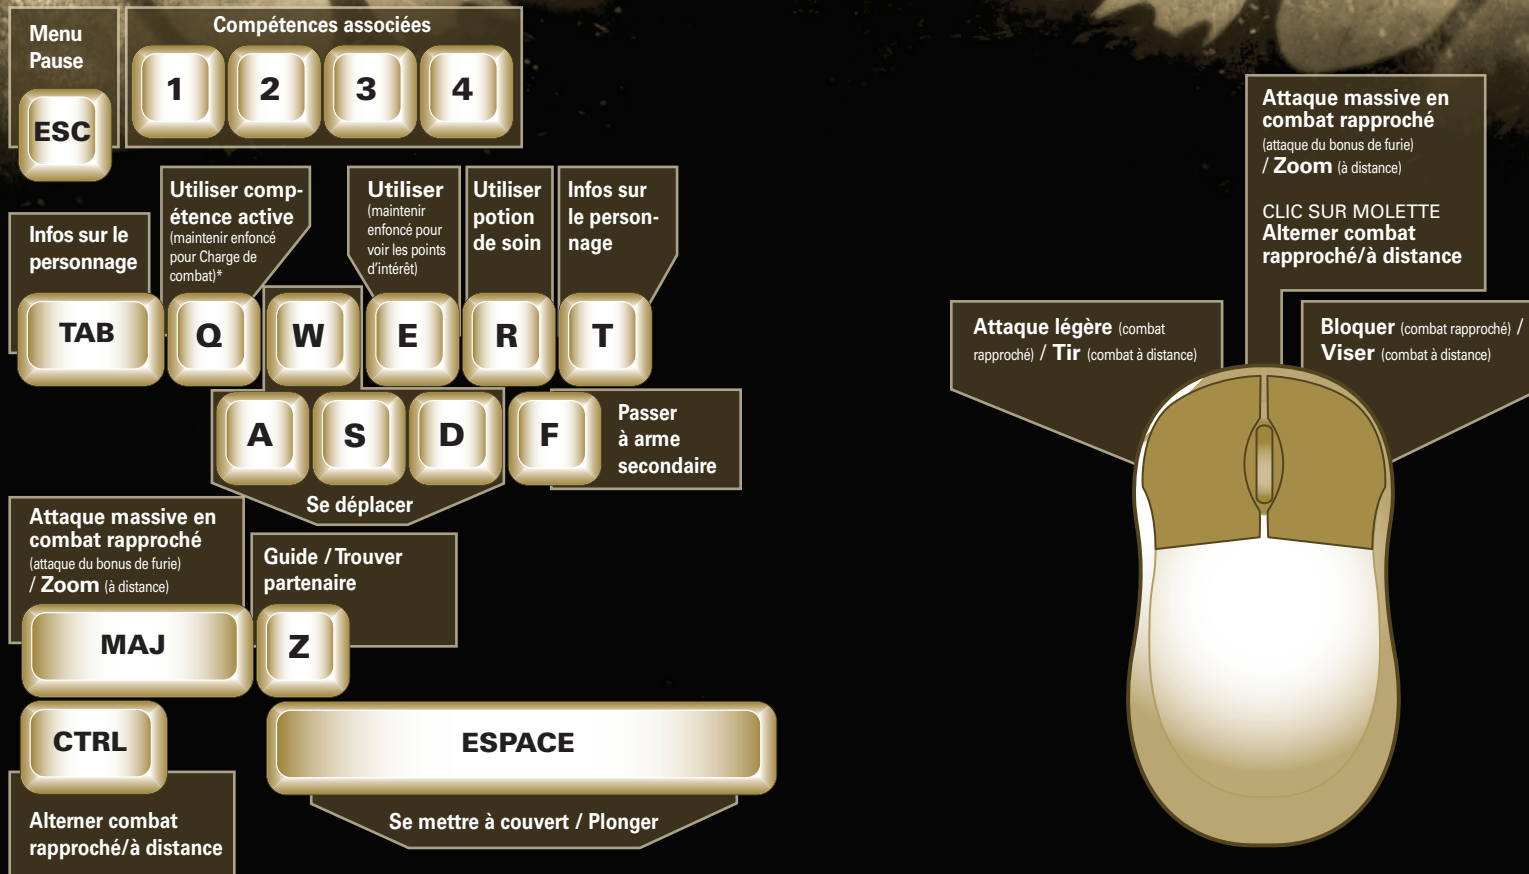 Menu
Pause
ESC
Compétences associées
1 2 3 4
Infos sur le
personnage
TAB
Utiliser comp-
étence active
(maintenir enfoncé
pour Charge de
combat)*
Q
W
Utiliser
(maintenir
enfoncé pour
voir les points
d'intérêt)
E
Utiliser
potion
de soin
R
Infos sur
le person-
nage
T
A S D
Se déplacer
F
Passer
à arme
secondaire
Attaque massive en
combat rapproché
(attaque du bonus de furie)
/ Zoom (à distance)
MAJ
Guide / Trouver
partenaire
Z
CTRL
Alterner combat
rapproché/à distance
ESPACE
Se mettre à couvert / Plonger
Attaque légère (combat
rapproché) / Tir (combat à distance)
Attaque massive en
combat rapproché
(attaque du bonus de furie)
/ Zoom (à distance)
CLIC SUR MOLETTE
Alterner combat
rapproché/à distance
Bloquer (combat rapproché) /
Viser (combat à distance)